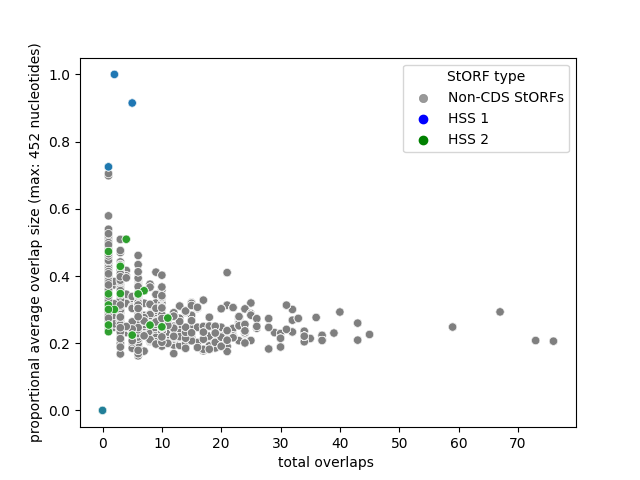 StORF type
Non-CDS StORFs
HSS 1
HSS 2
proportional average overlap size (max: 452 nucleotides)
1.0
0.8
0.6
0.4
0.2
0.0
0 10 20 30 40 50 60 70
total overlaps